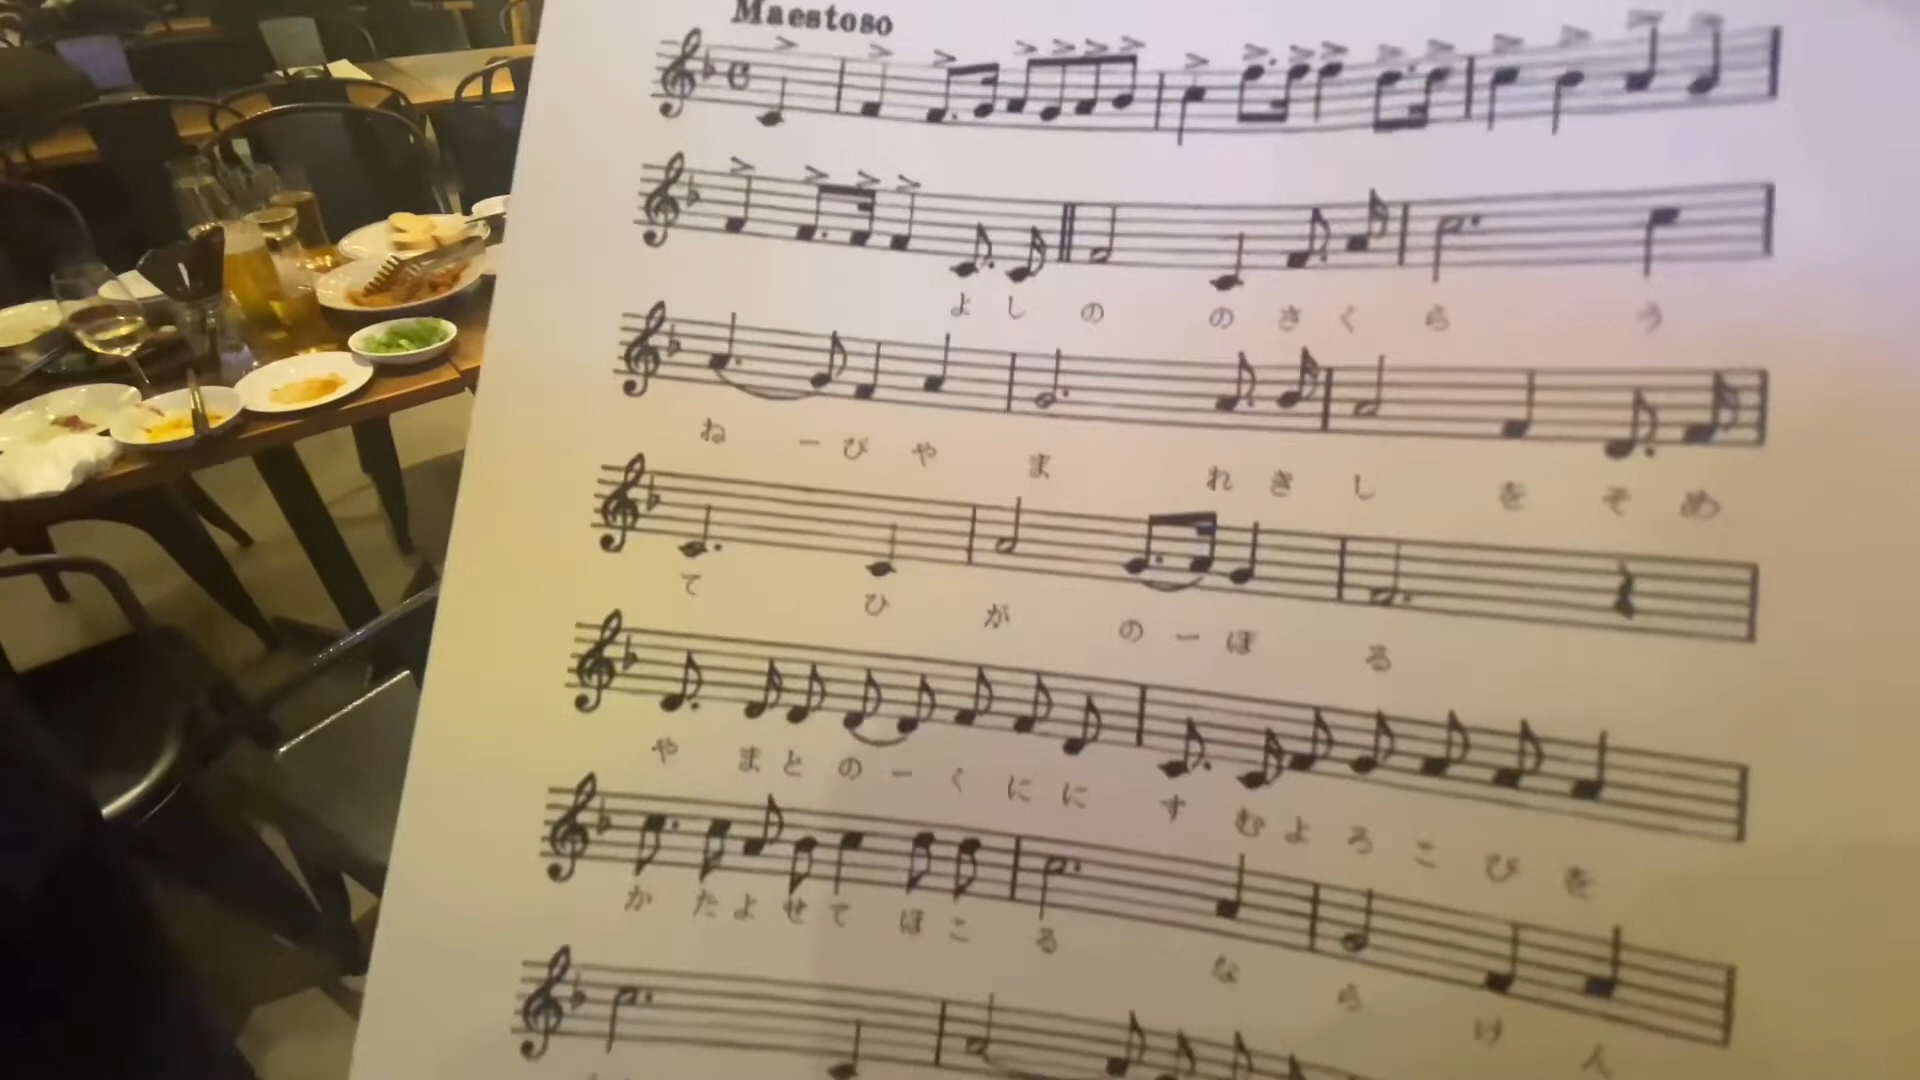 Maestoso
よ し の の さ く ら う
ね ー び や ま れ き し を そ め
て ひ が の ー ぼ る
や ま と の ー く に に す む よ ろ こ び を
か た よ せ て ほ こ る な ら け ん